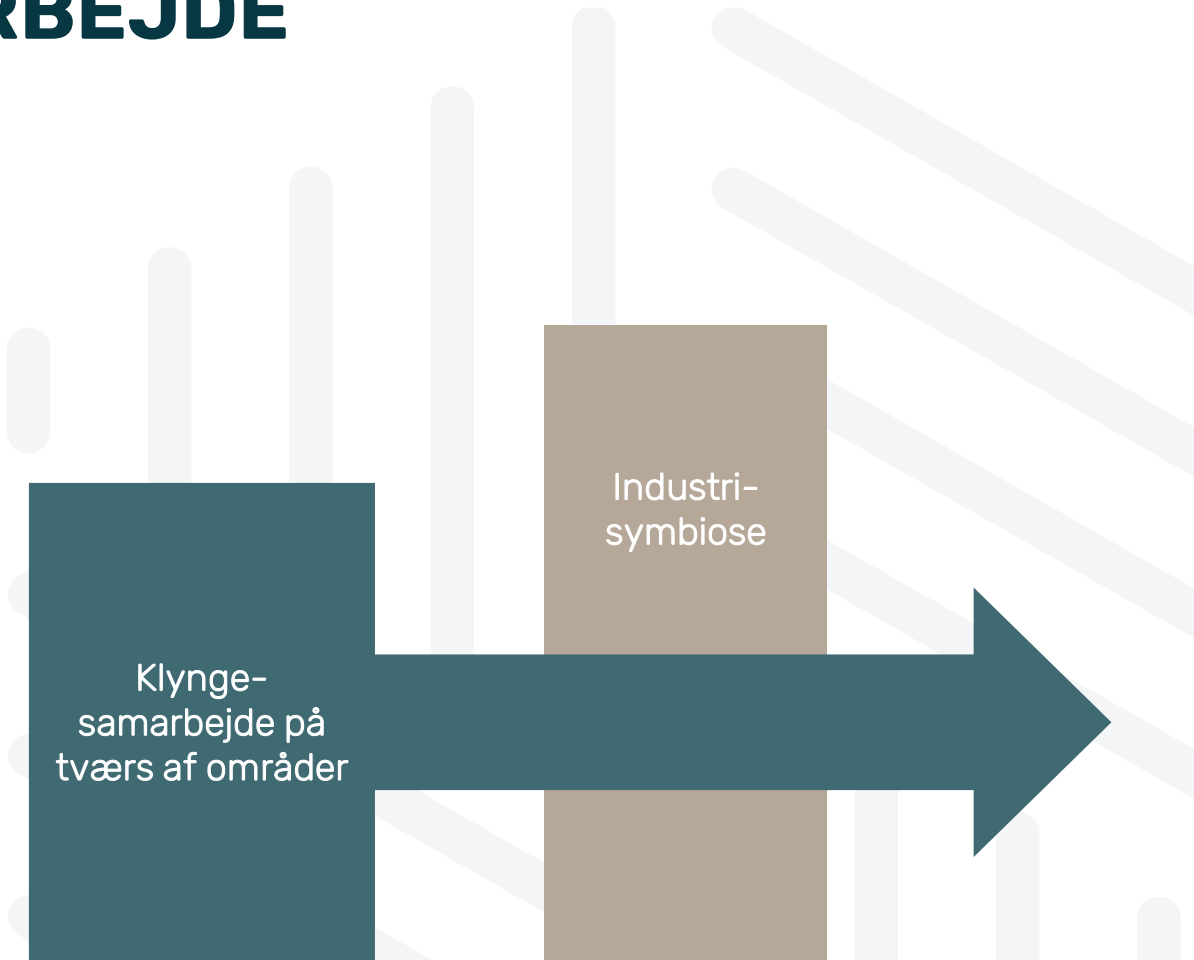 RBEJDE
Industri-
symbiose
Klynge-
samarbejde på
tværs af områder